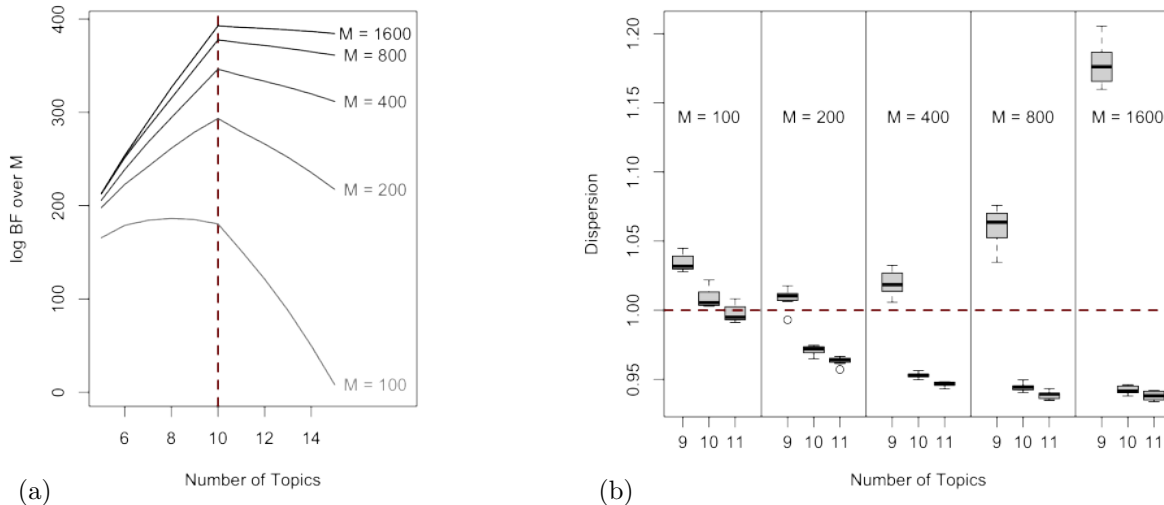 log BF over M
400
300
200
100
0
M = 1600
M = 800
M = 400
M = 200
M = 100
6 8 10 12 14
Number of Topics
(a)
Dispersion
1.20
1.15
1.10
1.05
1.00
0.95
M = 100 M = 200 M = 400 M = 800 M = 1600
9 10 11 9 10 11 9 10 11 9 10 11 9 10 11
Number of Topics
(b)